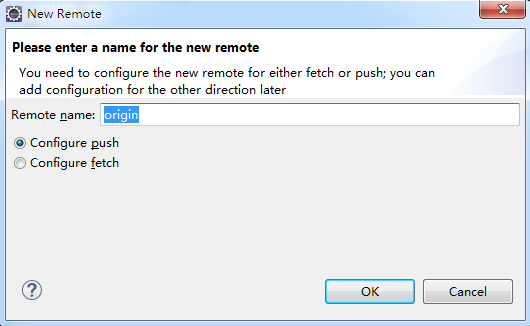 New Remote
Please enter a name for the new remote
You need to configure the new remote for either fetch or push; you can
add configuration for the other direction later
Remote name: origin
Configure push
Configure fetch
OK Cancel